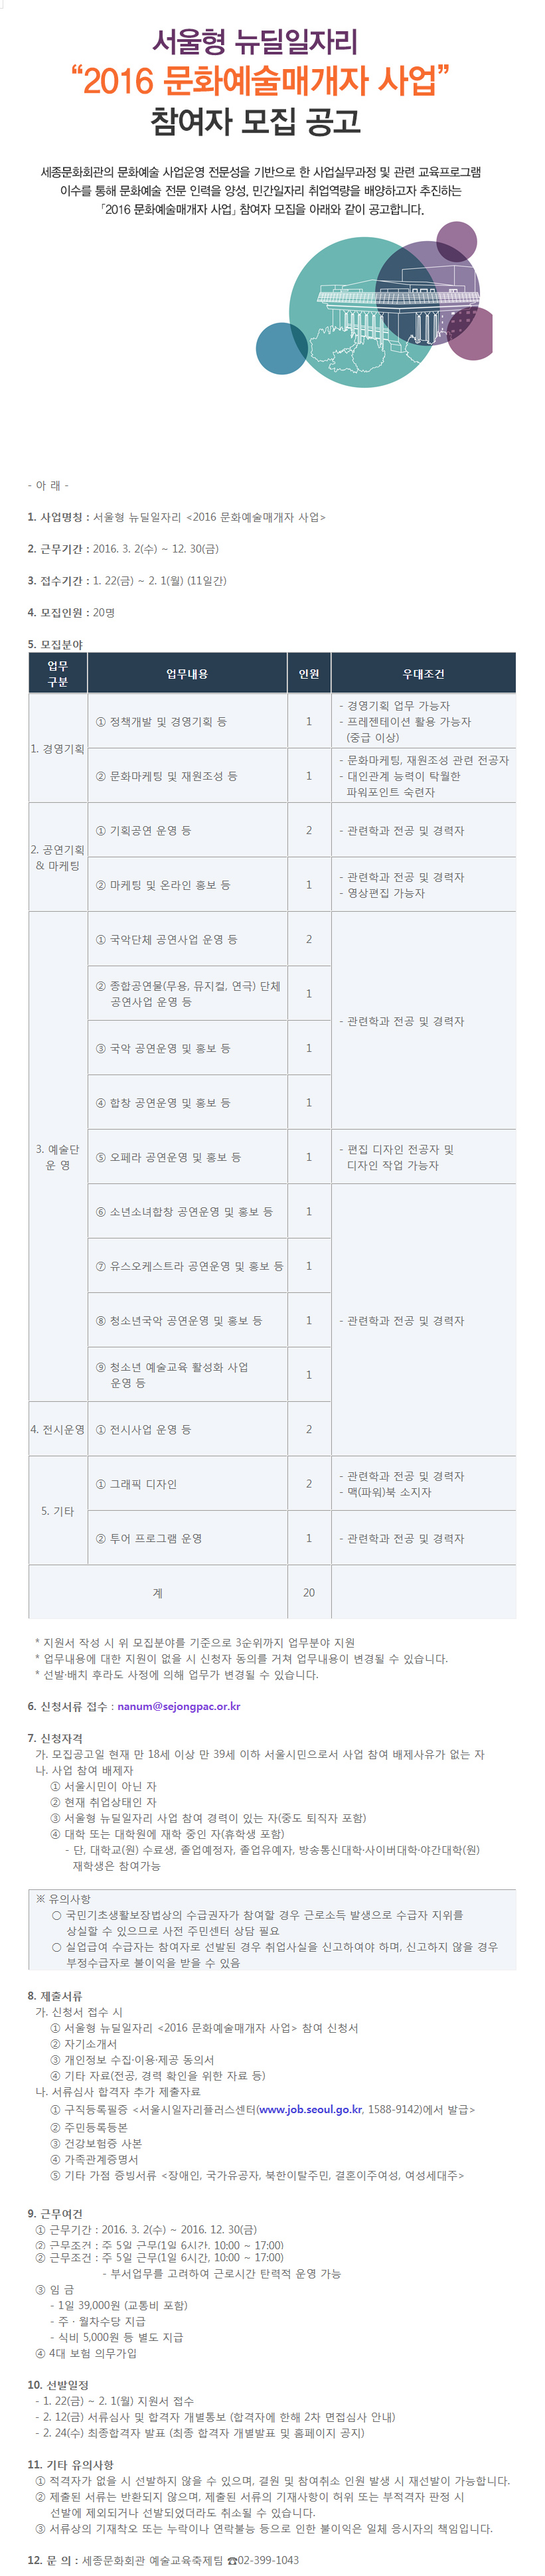 서울형 뉴딜일자리
“2016 문화예술매개자 사업”
참여자 모집 공고
세종문화회관의 문화예술 사업운영 전문성을 기반으로 한 사업실무과정 및 관련 교육프로그램
이수를 통해 문화예술 전문 인력을 양성, 민간일자리 취업역량을 배양하고자 추진하는
「2016 문화예술매개자 사업」 참여자 모집을 아래와 같이 공고합니다.
- 아 래 -
1. 사업명칭 : 서울형 뉴딜일자리 <2016 문화예술매개자 사업>
2. 근무기간 : 2016. 3. 2(수) ~ 12. 30(금)
3. 접수기간 : 1. 22(금) ~ 2. 1(월) (11일간)
4. 모집인원 : 20명
5. 모집분야
업무
구분
업무내용
인원
우대조건
1. 경영기획
① 정책개발 및 경영기획 등
1
- 경영기획 업무 가능자
- 프레젠테이션 활용 가능자
(중급 이상)
② 문화마케팅 및 재원조성 등
1
- 문화마케팅, 재원조성 관련 전공자
- 대인관계 능력이 탁월한
파워포인트 숙련자
2. 공연기획
& 마케팅
① 기획공연 운영 등
2
- 관련학과 전공 및 경력자
② 마케팅 및 온라인 홍보 등
1
- 관련학과 전공 및 경력자
- 영상편집 가능자
3. 예술단
운 영
① 국악단체 공연사업 운영 등
2
② 종합공연물(무용, 뮤지컬, 연극) 단체
공연사업 운영 등
1
- 관련학과 전공 및 경력자
③ 국악 공연운영 및 홍보 등
1
④ 합창 공연운영 및 홍보 등
1
⑤ 오페라 공연운영 및 홍보 등
1
- 편집 디자인 전공자 및
디자인 작업 가능자
⑥ 소년소녀합창 공연운영 및 홍보 등
1
⑦ 유스오케스트라 공연운영 및 홍보 등
1
⑧ 청소년국악 공연운영 및 홍보 등
1
- 관련학과 전공 및 경력자
⑨ 청소년 예술교육 활성화 사업
운영 등
1
4. 전시운영
① 전시사업 운영 등
2
5. 기타
① 그래픽 디자인
2
- 관련학과 전공 및 경력자
- 맥(파워)북 소지자
② 투어 프로그램 운영
1
- 관련학과 전공 및 경력자
계
20
* 지원서 작성 시 위 모집분야를 기준으로 3순위까지 업무분야 지원
* 업무내용에 대한 지원이 없을 시 신청자 동의를 거쳐 업무내용이 변경될 수 있습니다.
* 선발·배치 후라도 사정에 의해 업무가 변경될 수 있습니다.
6. 신청서류 접수 : nanum@sejongpac.or.kr
7. 신청자격
가. 모집공고일 현재 만 18세 이상 만 39세 이하 서울시민으로서 사업 참여 배제사유가 없는 자
나. 사업 참여 배제자
① 서울시민이 아닌 자
② 현재 취업상태인 자
③ 서울형 뉴딜일자리 사업 참여 경력이 있는 자(중도 퇴직자 포함)
④ 대학 또는 대학원에 재학 중인 자(휴학생 포함)
- 단, 대학교(원) 수료생, 졸업예정자, 졸업유예자, 방송통신대학·사이버대학·야간대학(원)
재학생은 참여가능
※ 유의사항
○ 국민기초생활보장법상의 수급권자가 참여할 경우 근로소득 발생으로 수급자 지위를
상실할 수 있으므로 사전 주민센터 상담 필요
○ 실업급여 수급자는 참여자로 선발된 경우 취업사실을 신고하여야 하며, 신고하지 않을 경우
부정수급자로 불이익을 받을 수 있음
8. 제출서류
가. 신청서 접수 시
① 서울형 뉴딜일자리 <2016 문화예술매개자 사업> 참여 신청서
② 자기소개서
③ 개인정보 수집·이용·제공 동의서
④ 기타 자료(전공, 경력 확인을 위한 자료 등)
나. 서류심사 합격자 추가 제출자료
① 구직등록필증 <서울시일자리플러스센터(www.job.seoul.go.kr, 1588-9142)에서 발급>
② 주민등록등본
③ 건강보험증 사본
④ 가족관계증명서
⑤ 기타 가점 증빙서류 <장애인, 국가유공자, 북한이탈주민, 결혼이주여성, 여성세대주>
9. 근무여건
① 근무기간 : 2016. 3. 2(수) ~ 2016. 12. 30(금)
② 근무조건 : 주 5일 근무(1일 6시간, 10:00 ~ 17:00)
② 근무조건 : 주 5일 근무(1일 6시간, 10:00 ~ 17:00)
- 부서업무를 고려하여 근로시간 탄력적 운영 가능
③ 임 금
- 1일 39,000원 (교통비 포함)
- 주 · 월차수당 지급
- 식비 5,000원 등 별도 지급
④ 4대 보험 의무가입
10. 선발일정
- 1. 22(금) ~ 2. 1(월) 지원서 접수
- 2. 12(금) 서류심사 및 합격자 개별통보 (합격자에 한해 2차 면접심사 안내)
- 2. 24(수) 최종합격자 발표 (최종 합격자 개별발표 및 홈페이지 공지)
11. 기타 유의사항
① 적격자가 없을 시 선발하지 않을 수 있으며, 결원 및 참여취소 인원 발생 시 재선발이 가능합니다.
② 제출된 서류는 반환되지 않으며, 제출된 서류의 기재사항이 허위 또는 부적격자 판정 시
선발에 제외되거나 선발되었더라도 취소될 수 있습니다.
③ 서류상의 기재착오 또는 누락이나 연락불능 등으로 인한 불이익은 일체 응시자의 책임입니다.
12. 문 의 : 세종문화회관 예술교육축제팀 ☎02-399-1043